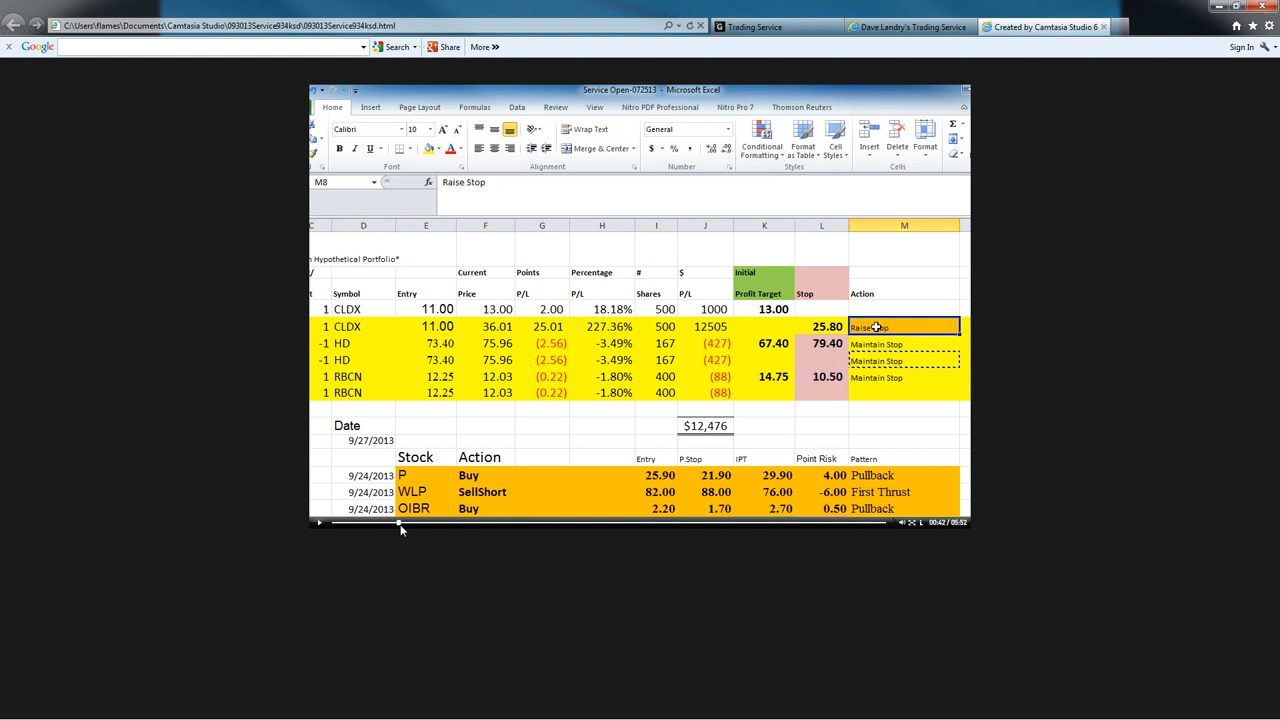 C:\Users\flames\Documents\Camtasia Studio\093013Service934ksd\093013Service934ksd.html
Trading Service
Dave Landry's Trading Service
Created by Camtasia Studio 6
Google Search Share More Sign In
Service Open-072513 - Microsoft Excel
Home Insert Page Layout Formulas Data Review View Nitro PDF Professional Nitro Pro 7 Thomson Reuters
Calibri 10 A A Wrap Text General
B I U Merge & Center $ % , Conditional Formatting Format as Table Cell Styles Insert Delete Format
Font Alignment Number Styles Cells
M8 fx Raise Stop
C D E F G H I J K L M
n Hypothetical Portfolio*
/ Current Points Percentage # $ Initial
t Symbol Entry Price P/L P/L Shares P/L Profit Target Stop Action
1 CLDX 11.00 13.00 2.00 18.18% 500 1000 13.00
1 CLDX 11.00 36.01 25.01 227.36% 500 12505 25.80 Raise Stop
-1 HD 73.40 75.96 (2.56) -3.49% 167 (427) 67.40 79.40 Maintain Stop
-1 HD 73.40 75.96 (2.56) -3.49% 167 (427)
1 RBCN 12.25 12.03 (0.22) -1.80% 400 (88) 14.75 10.50 Maintain Stop
1 RBCN 12.25 12.03 (0.22) -1.80% 400 (88)
Date $12,476
9/27/2013
Stock Action Entry P.Stop IPT Point Risk Pattern
9/24/2013 P Buy 25.90 21.90 29.90 4.00 Pullback
9/24/2013 WLP SellShort 82.00 88.00 76.00 -6.00 First Thrust
9/24/2013 OIBR Buy 2.20 1.70 2.70 0.50 Pullback
00:42 / 05:52